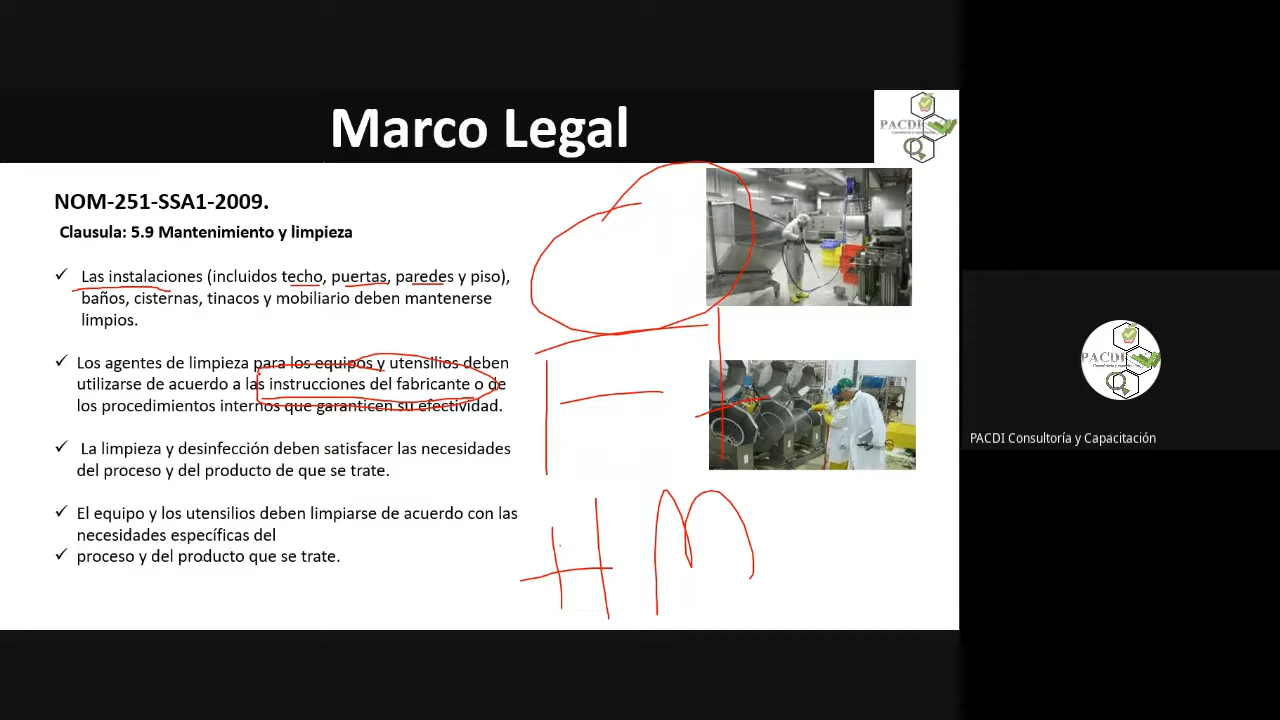 Marco Legal
PACDI
NOM-251-SSA1-2009.
Clausula: 5.9 Mantenimiento y limpieza
✓ Las instalaciones (incluidos techo, puertas, paredes y piso),
baños, cisternas, tinacos y mobiliario deben mantenerse
limpios.
✓ Los agentes de limpieza para los equipos y utensilios deben
utilizarse de acuerdo a las instrucciones del fabricante o de
los procedimientos internos que garanticen su efectividad.
✓ La limpieza y desinfección deben satisfacer las necesidades
del proceso y del producto de que se trate.
✓ El equipo y los utensilios deben limpiarse de acuerdo con las
necesidades específicas del
✓ proceso y del producto que se trate.
H M
PACDI
PACDI Consultoría y Capacitación